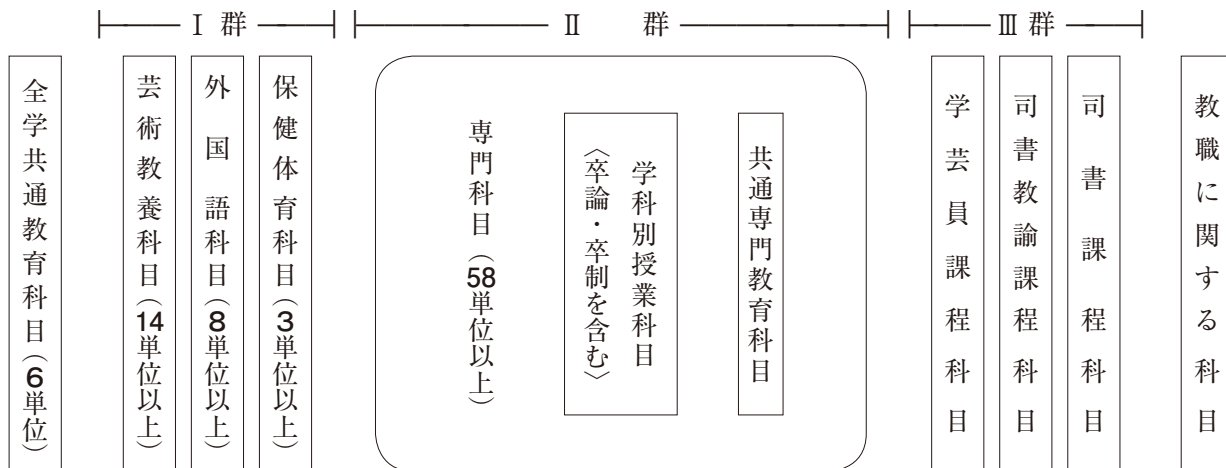 Ⅰ 群
Ⅱ 群
Ⅲ 群
全学共通教育科目（6単位）
芸術教養科目（14単位以上）
外国語科目（8単位以上）
保健体育科目（3単位以上）
専門科目（58単位以上）
学科別授業科目
〈卒論・卒制を含む〉
共通専門教育科目
学芸員課程科目
司書教諭課程科目
司書課程科目
教職に関する科目